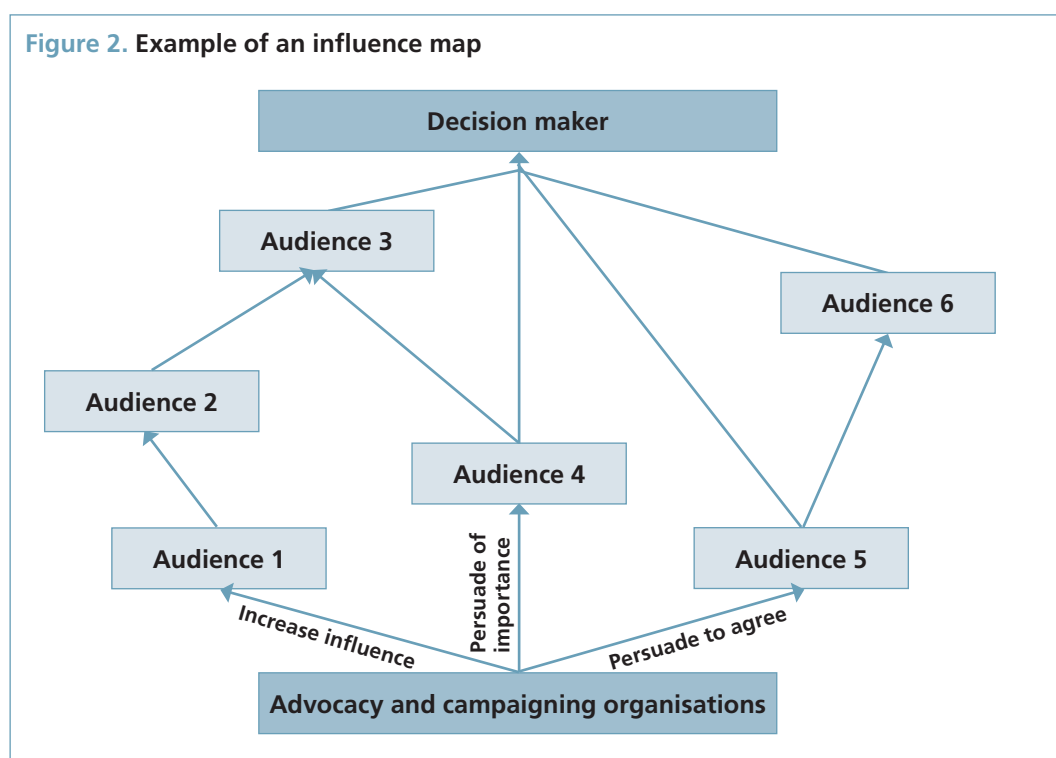 Figure 2. Example of an influence map
Decision maker
Audience 3
Audience 6
Audience 2
Audience 4
Audience 1
Audience 5
Increase influence
Persuade of
importance
Persuade to agree
Advocacy and campaigning organisations